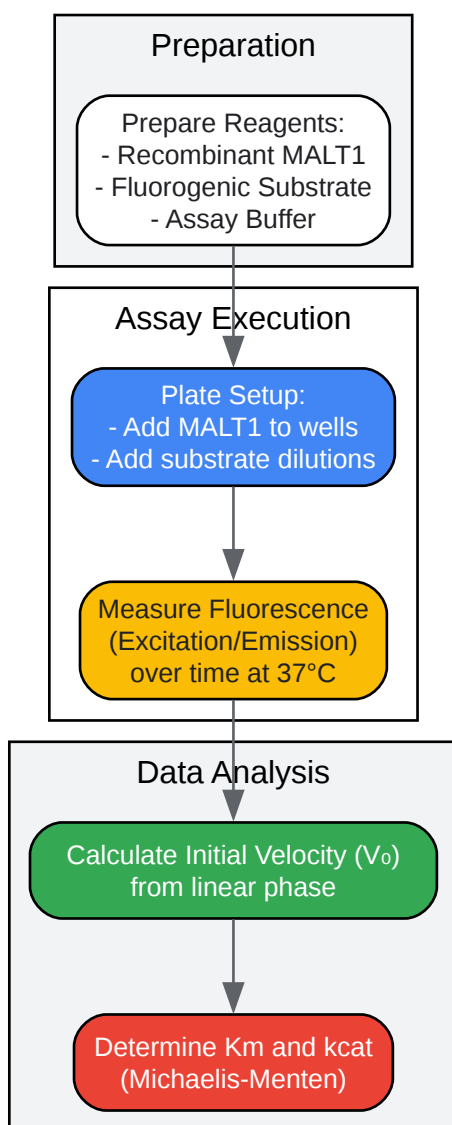 Preparation
Prepare Reagents:
- Recombinant MALT1
- Fluorogenic Substrate
- Assay Buffer
Assay Execution
Plate Setup:
- Add MALT1 to wells
- Add substrate dilutions
Measure Fluorescence
(Excitation/Emission)
over time at 37°C
Data Analysis
Calculate Initial Velocity (V₀)
from linear phase
Determine Km and kcat
(Michaelis-Menten)